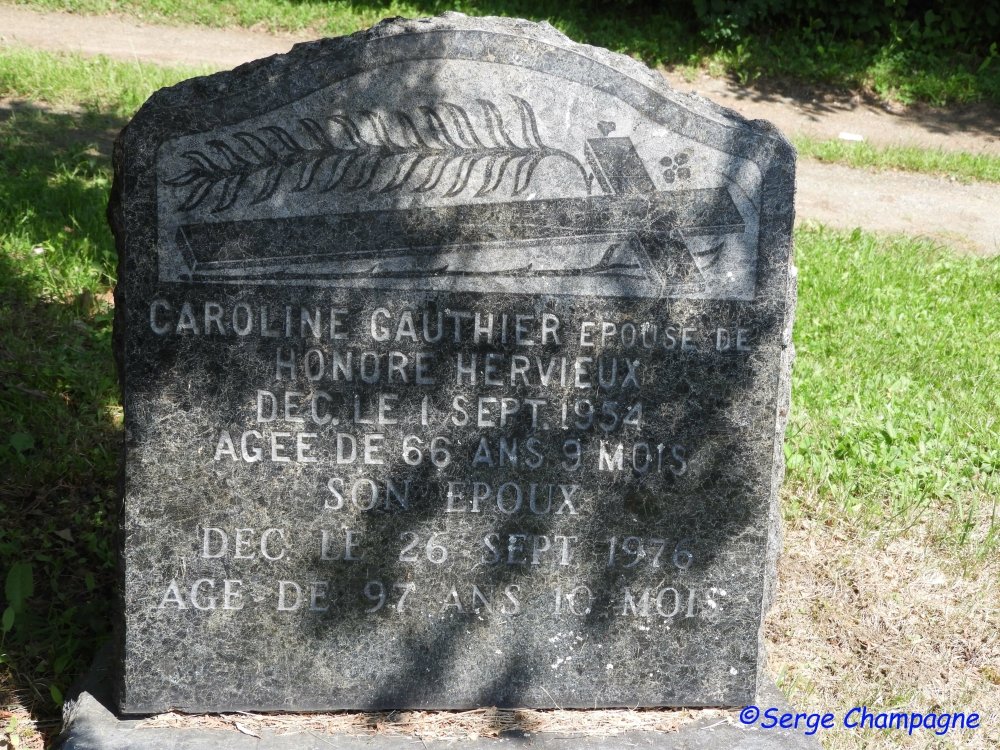 CAROLINE GAUTHIER EPOUSE DE
HONORE HERVIEUX
DEC. LE 1 SEPT. 1954
AGEE DE 66 ANS 9 MOIS
SON EPOUX
DEC LE 26 SEPT 1976
AGE DE 97 ANS 10 MOIS
©Serge Champagne